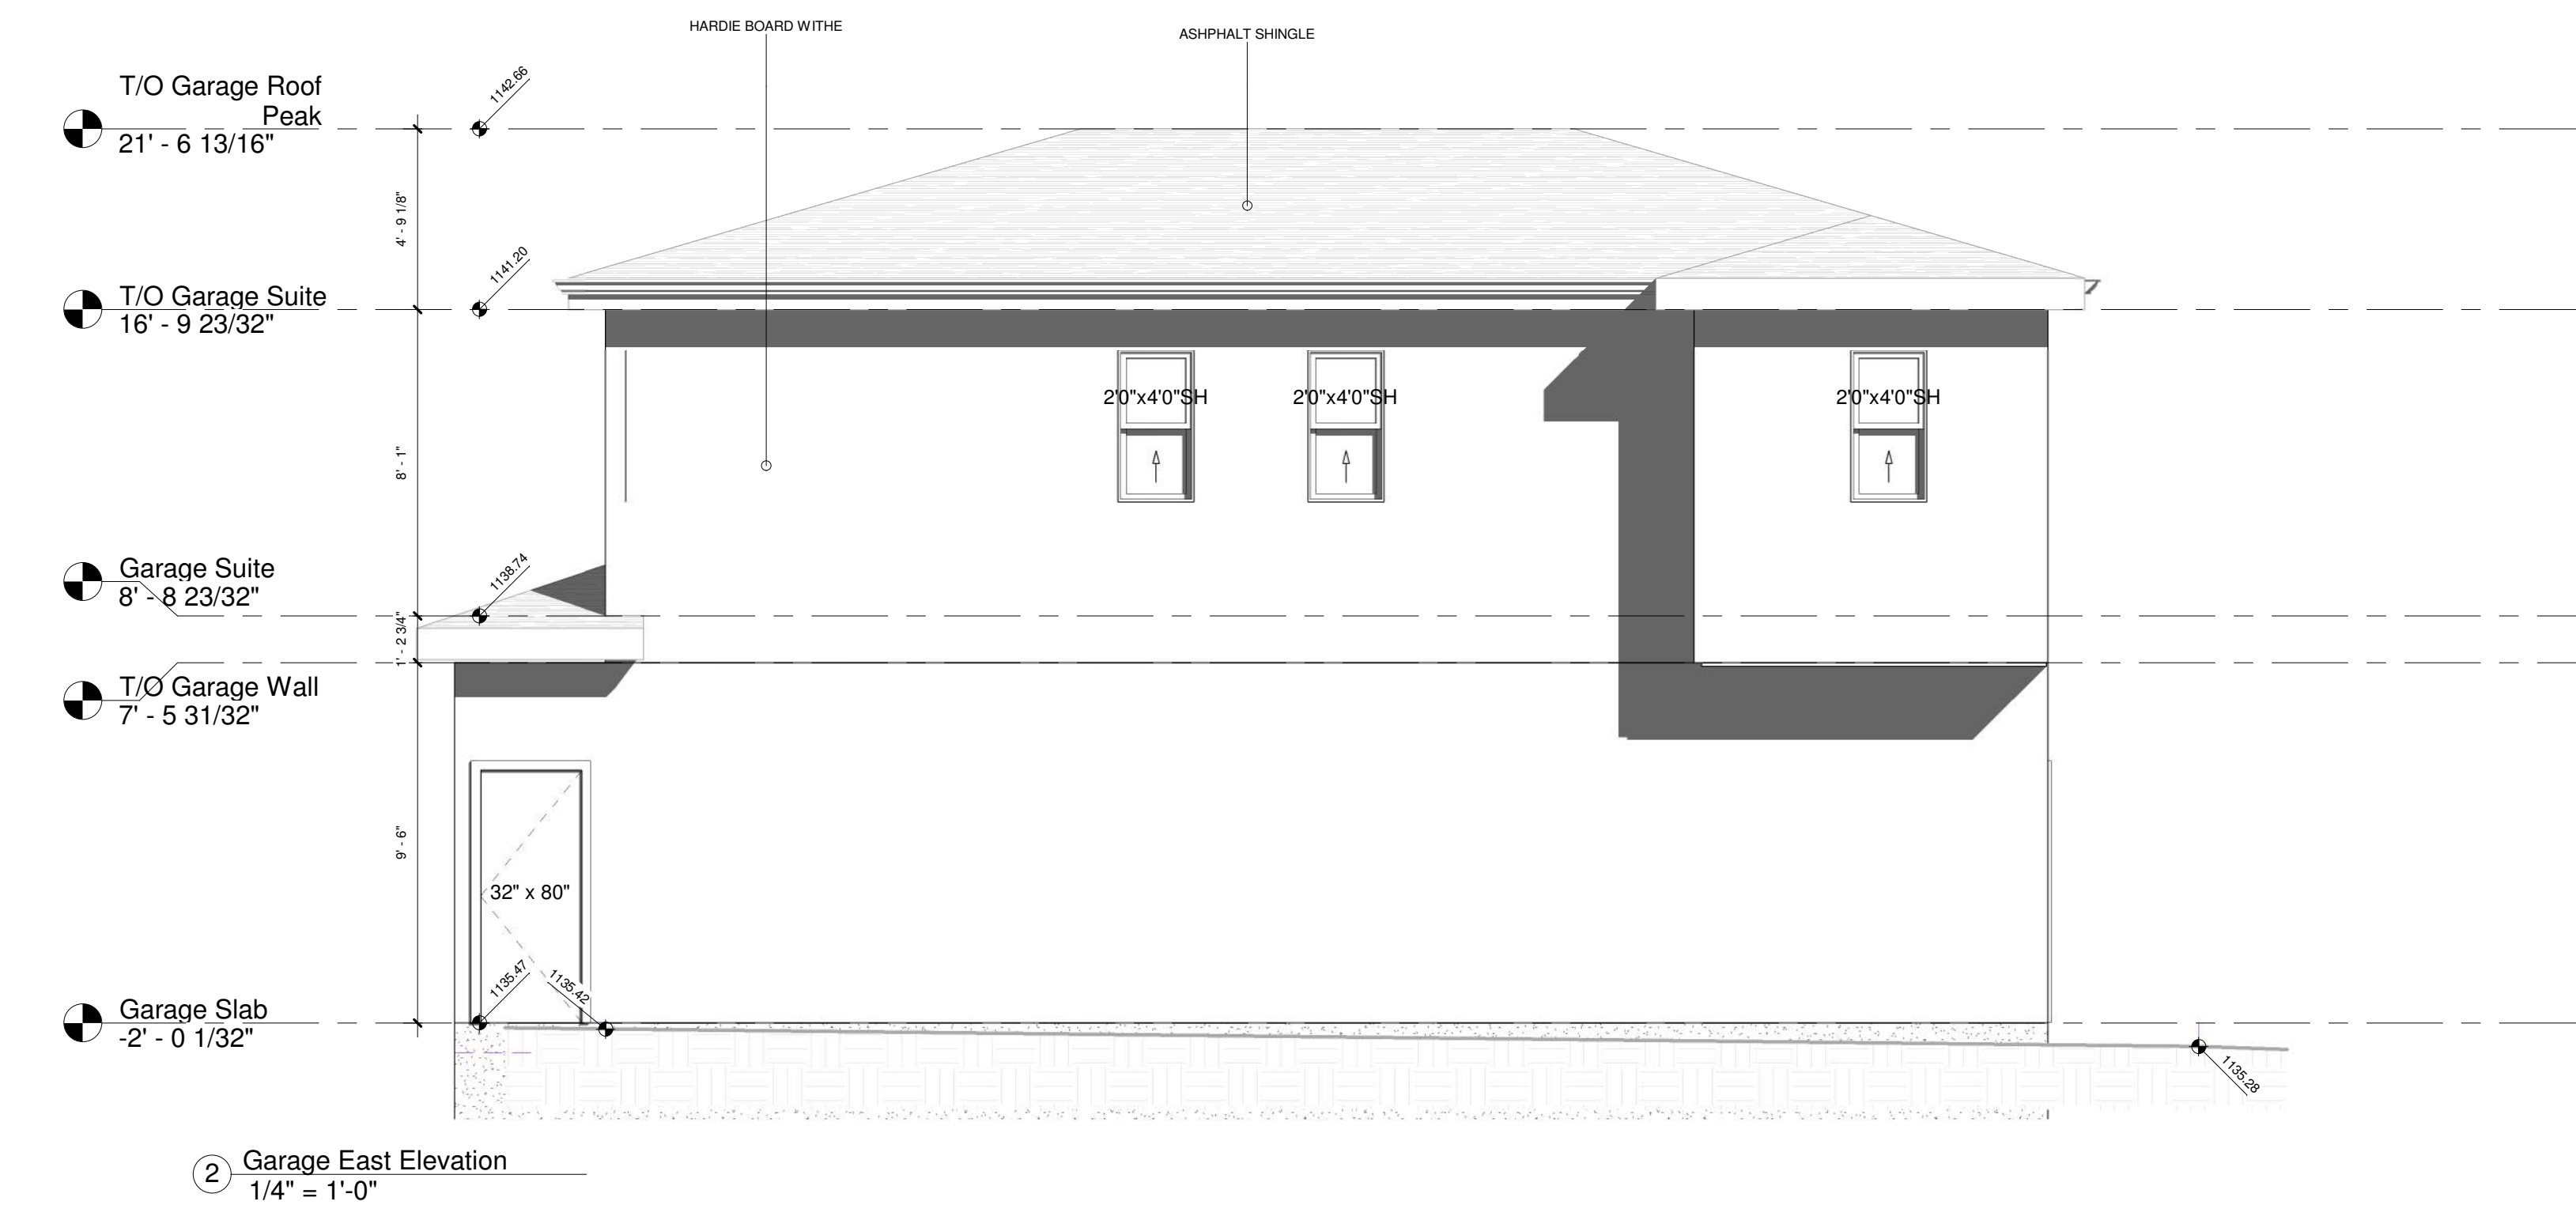 HARDIE BOARD WITHE
ASHPHALT SHINGLE
T/O Garage Roof
Peak
21' - 6 13/16"
1142.66
4' - 9 1/8"
1141.20
T/O Garage Suite
16' - 9 23/32"
2'0"x4'0"SH
2'0"x4'0"SH
2'0"x4'0"SH
8' - 1"
1138.74
Garage Suite
8' - 8 23/32"
1' - 2 3/4"
T/O Garage Wall
7' - 5 31/32"
9' - 6"
32" x 80"
1135.47
1135.42
Garage Slab
-2' - 0 1/32"
1135.28
2
Garage East Elevation
1/4" = 1'-0"